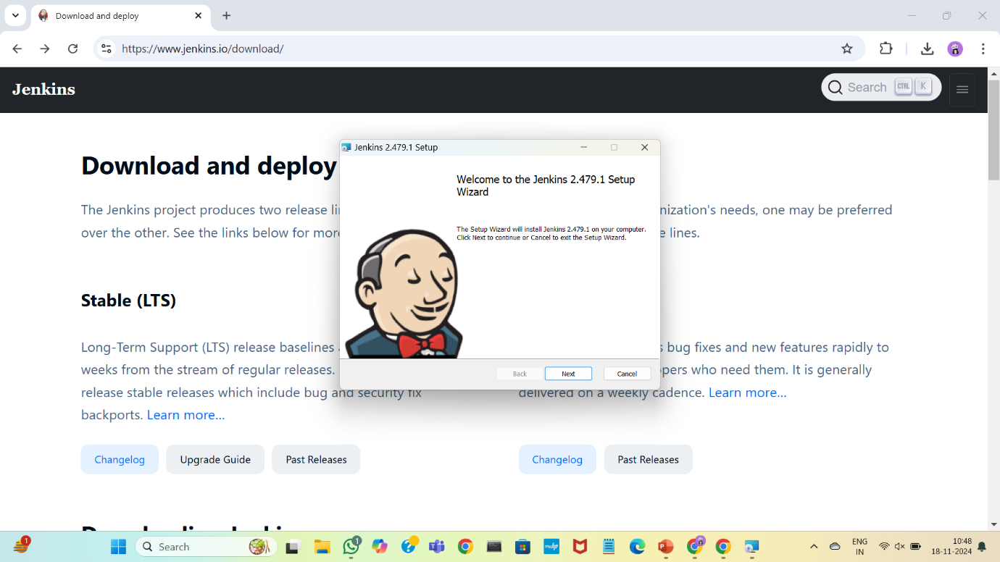 Download and deploy
https://www.jenkins.io/download/
Jenkins
Search CTRL K
Download and deploy
The Jenkins project produces two release li
nization's needs, one may be preferred
over the other. See the links below for more
e lines.
Jenkins 2.479.1 Setup
Welcome to the Jenkins 2.479.1 Setup
Wizard
The Setup Wizard will install Jenkins 2.479.1 on your computer.
Click Next to continue or Cancel to exit the Setup Wizard.
Back Next Cancel
Stable (LTS)
Long-Term Support (LTS) release baselines
weeks from the stream of regular releases.
release stable releases which include bug and security fix
backports. Learn more...
Changelog Upgrade Guide Past Releases
s bug fixes and new features rapidly to
pers who need them. It is generally
delivered on a weekly cadence. Learn more...
Changelog Past Releases
1
Search
1
ENG
IN
10:48
18-11-2024